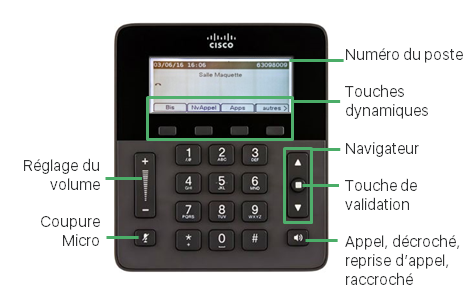 CISCO
03/06/16 16:06 63098009
Salle Maquette
Bis NvAppel Apps autres >
Numéro du poste
Touches
dynamiques
Navigateur
Touche de
validation
Appel, décroché,
reprise d'appel,
raccroché
Réglage du
volume
Coupure
Micro
+
−
1 2 ABC 3 DEF
4 GHI 5 JKL 6 MNO
7 PQRS 8 TUV 9 WXYZ
* 0 #